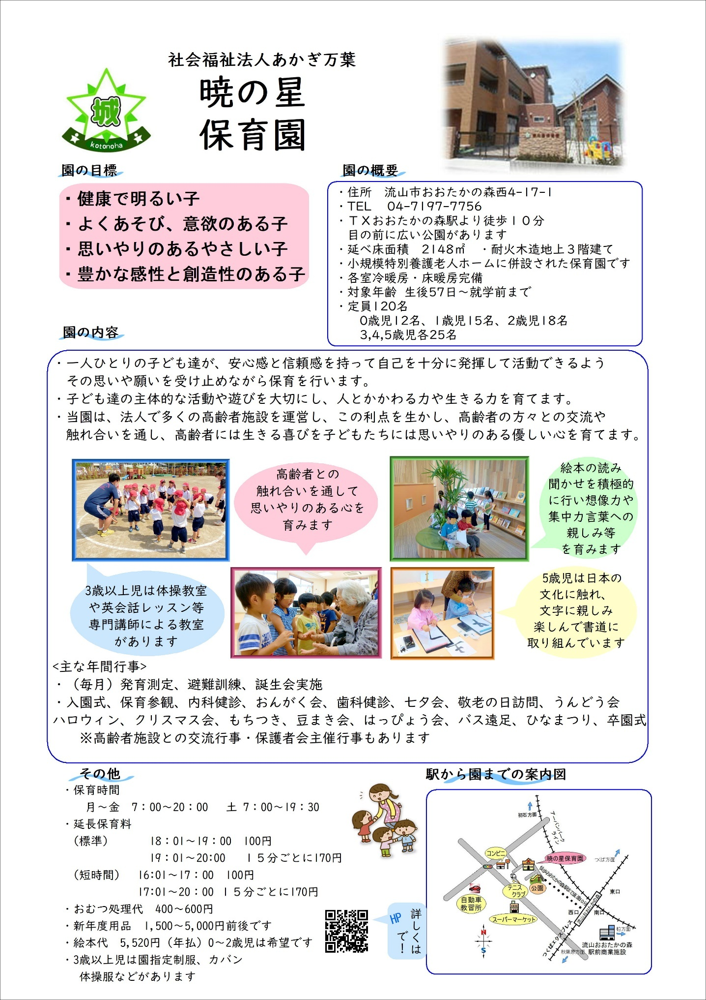 社会福祉法人あかぎ万葉
暁の星
保育園
城
kotonoha
園の目標
・健康で明るい子
・よくあそび、意欲のある子
・思いやりのあるやさしい子
・豊かな感性と創造性のある子
園の概要
・住所　流山市おおたかの森西4-17-1
・TEL　04-7197-7756
・ＴＸおおたかの森駅より徒歩１０分
目の前に広い公園があります
・延べ床面積　2148㎡　・耐火木造地上３階建て
・小規模特別養護老人ホームに併設された保育園です
・各室冷暖房・床暖房完備
・対象年齢　生後57日～就学前まで
・定員120名
0歳児12名、1歳児15名、2歳児18名
3,4,5歳児各25名
園の内容
・一人ひとりの子ども達が、安心感と信頼感を持って自己を十分に発揮して活動できるよう
その思いや願いを受け止めながら保育を行います。
・子ども達の主体的な活動や遊びを大切にし、人とかかわる力や生きる力を育てます。
・当園は、法人で多くの高齢者施設を運営し、この利点を生かし、高齢者の方々との交流や
触れ合いを通し、高齢者には生きる喜びを子どもたちには思いやりのある優しい心を育てます。
高齢者との
触れ合いを通して
思いやりのある心を
育みます
絵本の読み
聞かせを積極的
に行い想像力や
集中力言葉への
親しみ等
を育みます
3歳以上児は体操教室
や英会話レッスン等
専門講師による教室
があります
5歳児は日本の
文化に触れ、
文字に親しみ
楽しんで書道に
取り組んでいます
<主な年間行事>
・（毎月）発育測定、避難訓練、誕生会実施
・入園式、保育参観、内科健診、おんがく会、歯科健診、七夕会、敬老の日訪問、うんどう会
ハロウィン、クリスマス会、もちつき、豆まき会、はっぴょう会、バス遠足、ひなまつり、卒園式
※高齢者施設との交流行事・保護者会主催行事もあります
その他
・保育時間
月～金　7：00～20：00　土 7：00～19：30
・延長保育料
（標準）　18：01～19：00　100円
19：01～20:00　１５分ごとに170円
（短時間）　16:01～17：00　100円
17:01～20：00 １５分ごとに170円
・おむつ処理代　400～600円
・新年度用品　1,500～5,000円前後です
・絵本代　5,520円（年払）0～2歳児は希望です
・3歳以上児は園指定制服、カバン
体操服などがあります
詳しくは
HPで！
駅から園までの案内図
初石方面
アーバンパーク
ライン
コンビニ
暁の星保育園
つくば方面
徒歩おおたかの森駅まで直進10分
テニス
クラブ
公園
東口
自動車
教習所
西口
南口
流山おおたかの森
スーパーマーケット
つくばエクスプレス
柏方面
N
S
流山おおたかの森
駅前商業施設
秋葉原方面